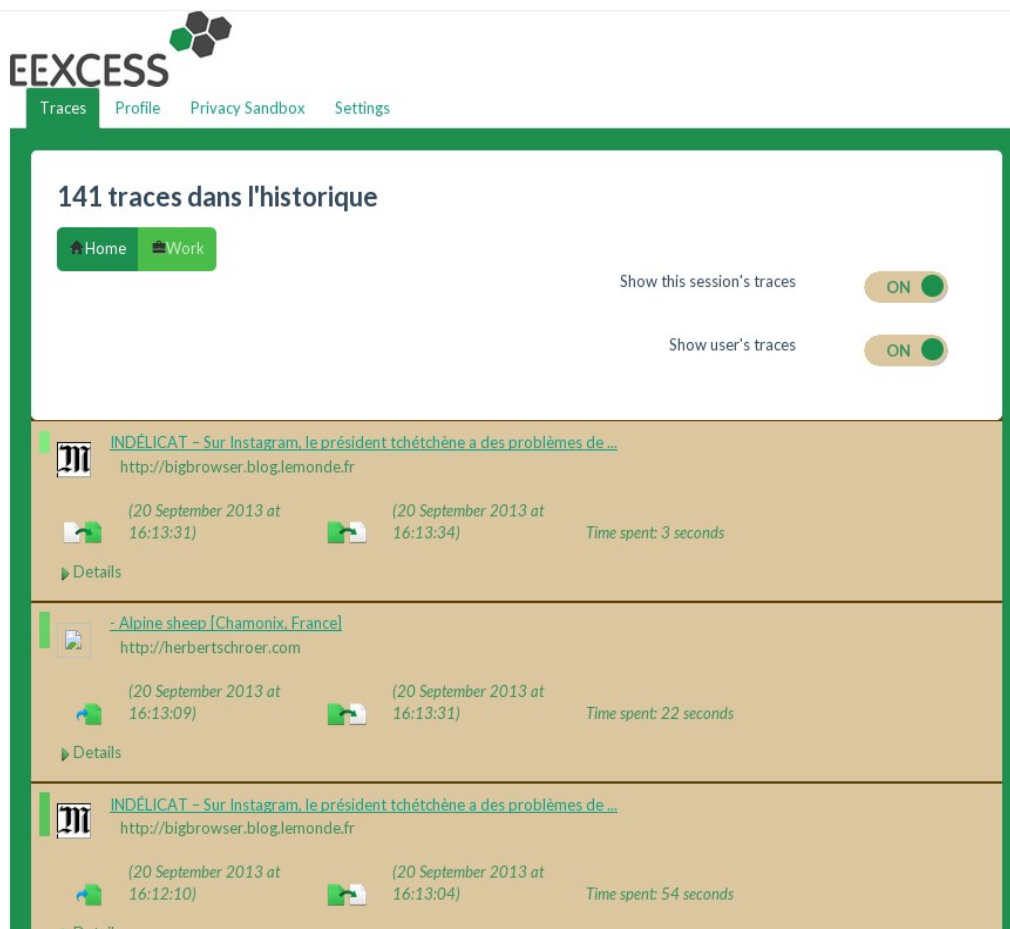 EEXCESS
Traces Profile Privacy Sandbox Settings
141 traces dans l'historique
Home Work
Show this session's traces ON
Show user's traces ON
INDÉLICAT – Sur Instagram, le président tchétchène a des problèmes de ...
http://bigbrowser.blog.lemonde.fr
(20 September 2013 at 16:13:31) (20 September 2013 at 16:13:34) Time spent: 3 seconds
Details
- Alpine sheep [Chamonix, France]
http://herbertschroer.com
(20 September 2013 at 16:13:09) (20 September 2013 at 16:13:31) Time spent: 22 seconds
Details
INDÉLICAT – Sur Instagram, le président tchétchène a des problèmes de ...
http://bigbrowser.blog.lemonde.fr
(20 September 2013 at 16:12:10) (20 September 2013 at 16:13:04) Time spent: 54 seconds